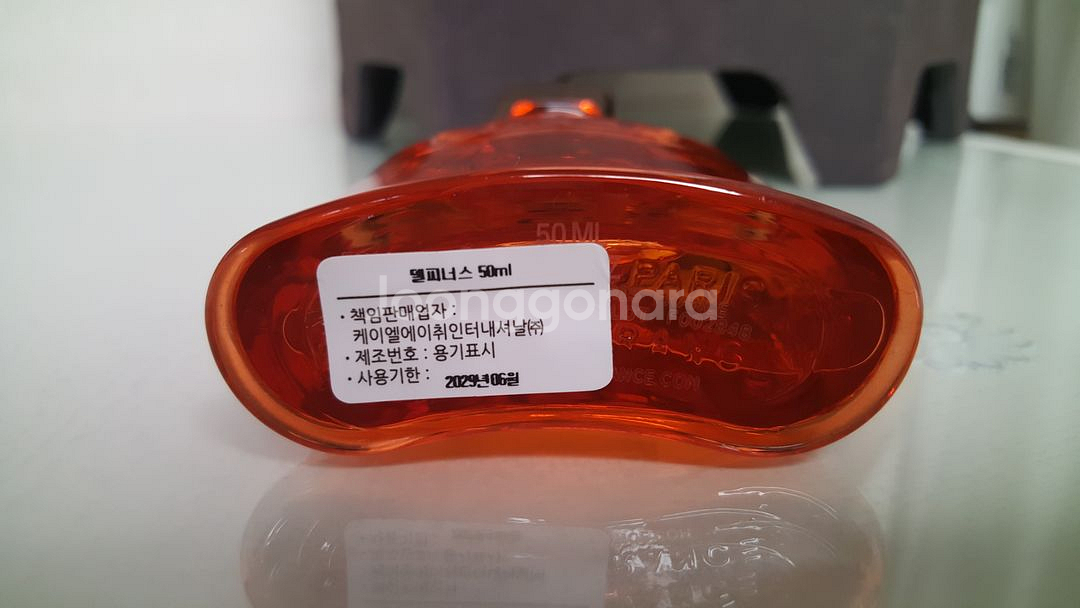 50 ML
델피너스 50ml
· 책임판매업자 :
케이엘에이취인터내셔날㈜
· 제조번호 : 용기표시
· 사용기한 : 2029년 06월
PARIS
joonagonara